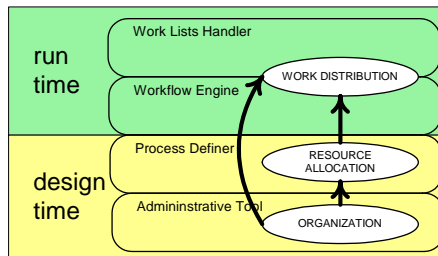 run
time
Work Lists Handler
WORK DISTRIBUTION
Workflow Engine
design
time
Process Definer
RESOURCE
ALLOCATION
Admininstrative Tool
ORGANIZATION